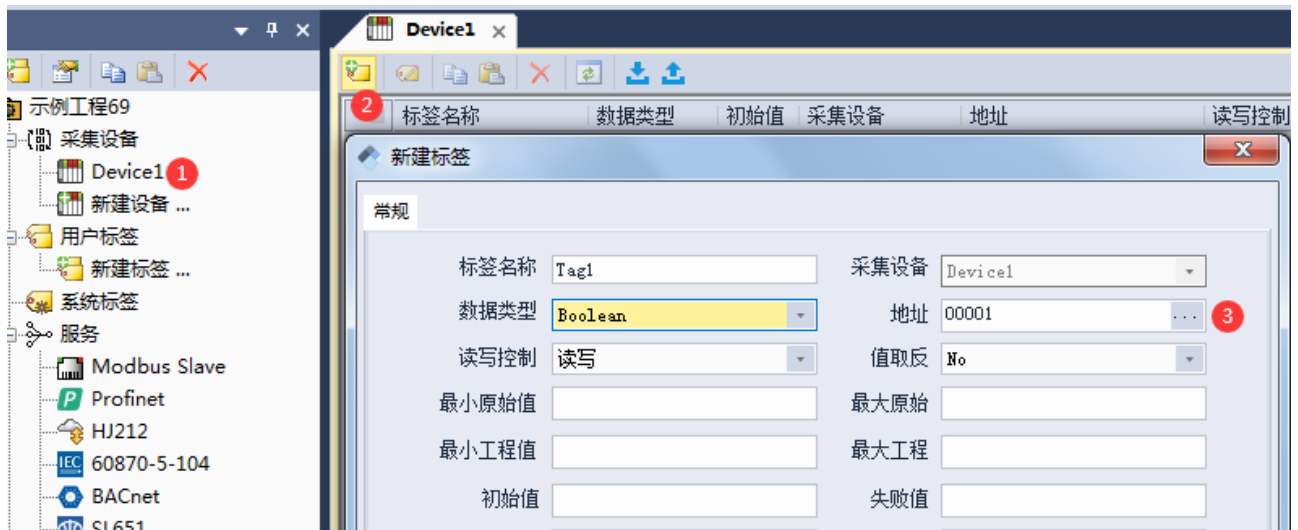 Device1
示例工程69
采集设备
Device1 1
新建设备 ...
用户标签
新建标签 ...
系统标签
服务
Modbus Slave
Profinet
HJ212
IEC 60870-5-104
BACnet
SL651
2 标签名称 数据类型 初始值 采集设备 地址 读写控制
新建标签
常规
标签名称 Tag1 采集设备 Device1
数据类型 Boolean 地址 00001 ... 3
读写控制 读写 值取反 No
最小原始值 最大原始
最小工程值 最大工程
初始值 失败值